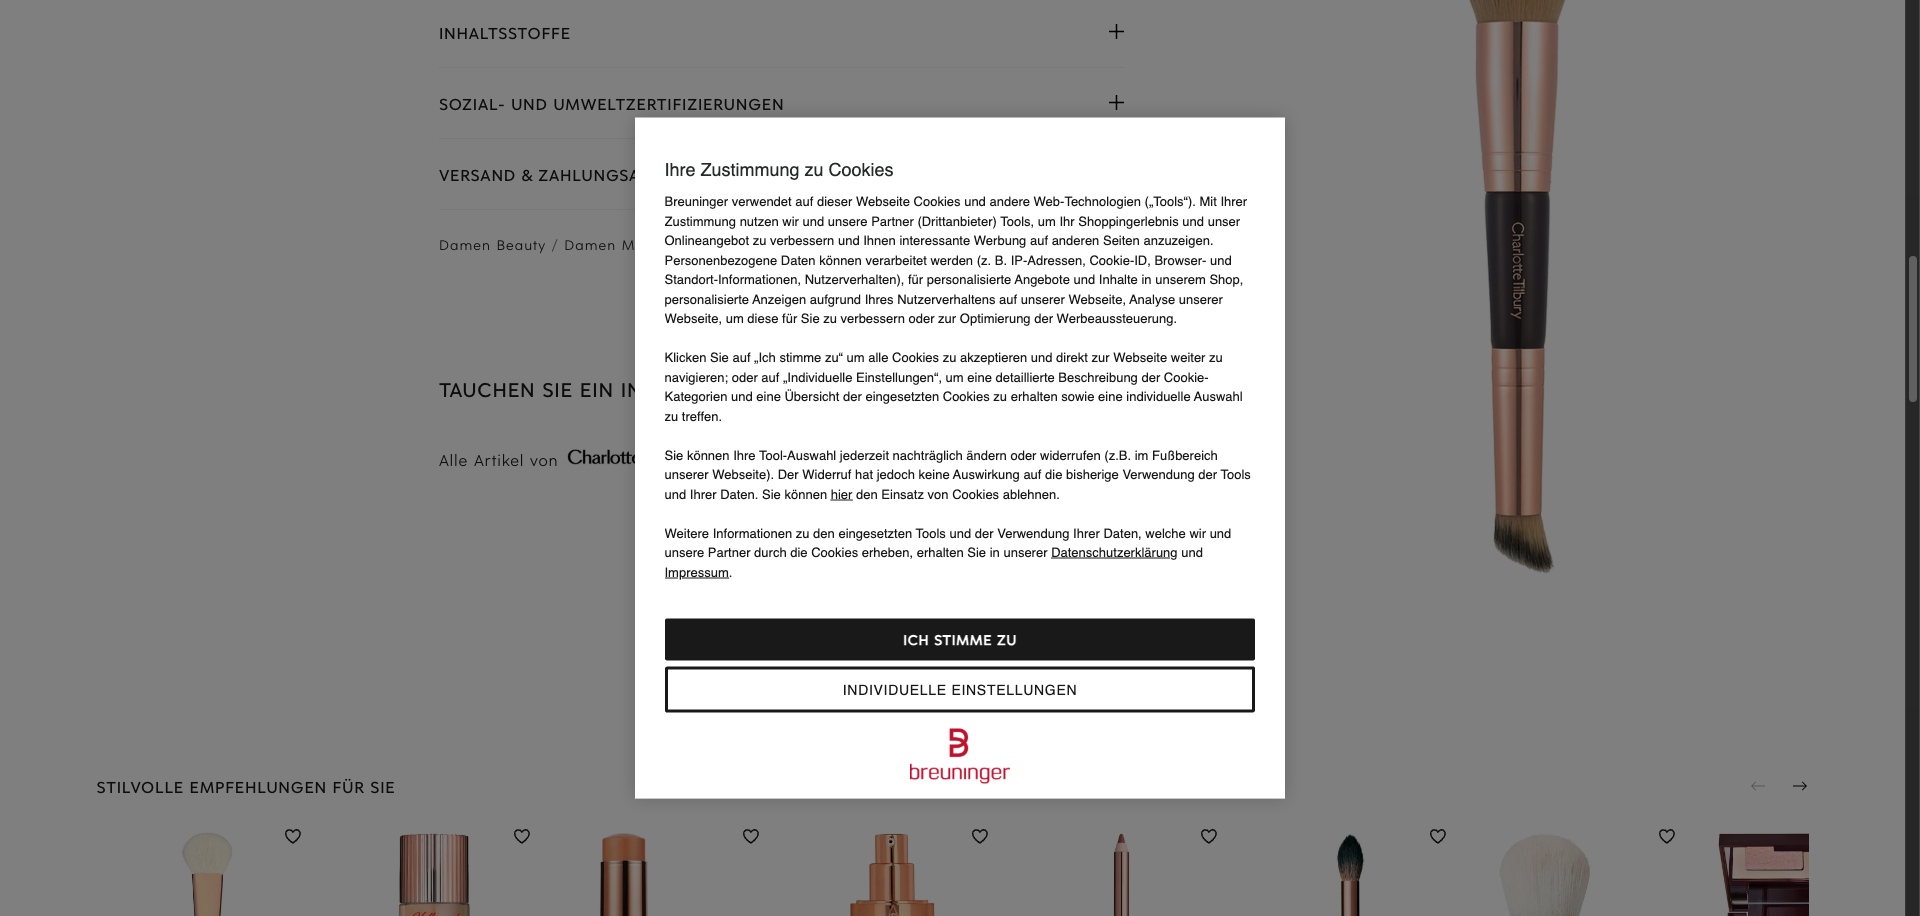 INHALTSSTOFFE
SOZIAL- UND UMWELTZERTIFIZIERUNGEN
VERSAND & ZAHLUNGSA
Damen Beauty / Damen M
TAUCHEN SIE EIN IN
Alle Artikel von Charlotte
CharlotteTilbury
Ihre Zustimmung zu Cookies
Breuninger verwendet auf dieser Webseite Cookies und andere Web-Technologien („Tools“). Mit Ihrer
Zustimmung nutzen wir und unsere Partner (Drittanbieter) Tools, um Ihr Shoppingerlebnis und unser
Onlineangebot zu verbessern und Ihnen interessante Werbung auf anderen Seiten anzuzeigen.
Personenbezogene Daten können verarbeitet werden (z. B. IP-Adressen, Cookie-ID, Browser- und
Standort-Informationen, Nutzerverhalten), für personalisierte Angebote und Inhalte in unserem Shop,
personalisierte Anzeigen aufgrund Ihres Nutzerverhaltens auf unserer Webseite, Analyse unserer
Webseite, um diese für Sie zu verbessern oder zur Optimierung der Werbeaussteuerung.
Klicken Sie auf „Ich stimme zu“ um alle Cookies zu akzeptieren und direkt zur Webseite weiter zu
navigieren; oder auf „Individuelle Einstellungen“, um eine detaillierte Beschreibung der Cookie-
Kategorien und eine Übersicht der eingesetzten Cookies zu erhalten sowie eine individuelle Auswahl
zu treffen.
Sie können Ihre Tool-Auswahl jederzeit nachträglich ändern oder widerrufen (z.B. im Fußbereich
unserer Webseite). Der Widerruf hat jedoch keine Auswirkung auf die bisherige Verwendung der Tools
und Ihrer Daten. Sie können hier den Einsatz von Cookies ablehnen.
Weitere Informationen zu den eingesetzten Tools und der Verwendung Ihrer Daten, welche wir und
unsere Partner durch die Cookies erheben, erhalten Sie in unserer Datenschutzerklärung und
Impressum.
ICH STIMME ZU
INDIVIDUELLE EINSTELLUNGEN
breuninger
STILVOLLE EMPFEHLUNGEN FÜR SIE